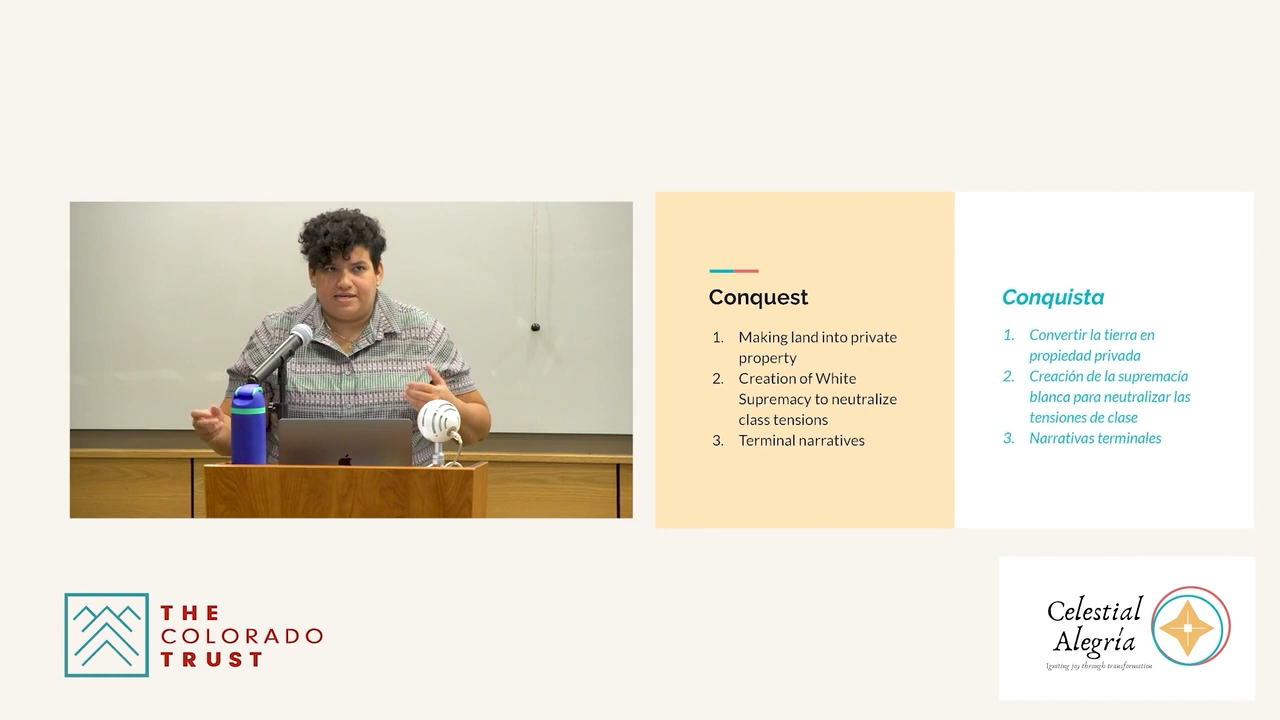 Conquest
1. Making land into private
property
2. Creation of White
Supremacy to neutralize
class tensions
3. Terminal narratives
Conquista
1. Convertir la tierra en
propiedad privada
2. Creación de la supremacía
blanca para neutralizar las
tensiones de clase
3. Narrativas terminales
THE
COLORADO
TRUST
Celestial
Alegría
Igniting joy through transformation